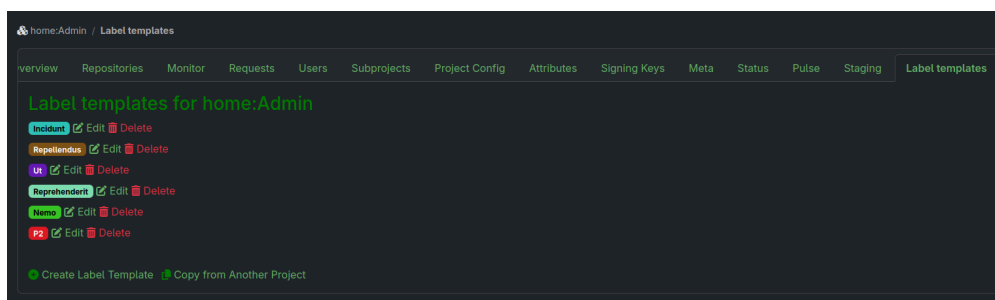 home:Admin / Label templates
verview Repositories Monitor Requests Users Subprojects Project Config Attributes Signing Keys Meta Status Pulse Staging Label templates
Label templates for home:Admin
Incidunt Edit Delete
Repellendus Edit Delete
Ut Edit Delete
Reprehenderit Edit Delete
Nemo Edit Delete
P2 Edit Delete
Create Label Template Copy from Another Project